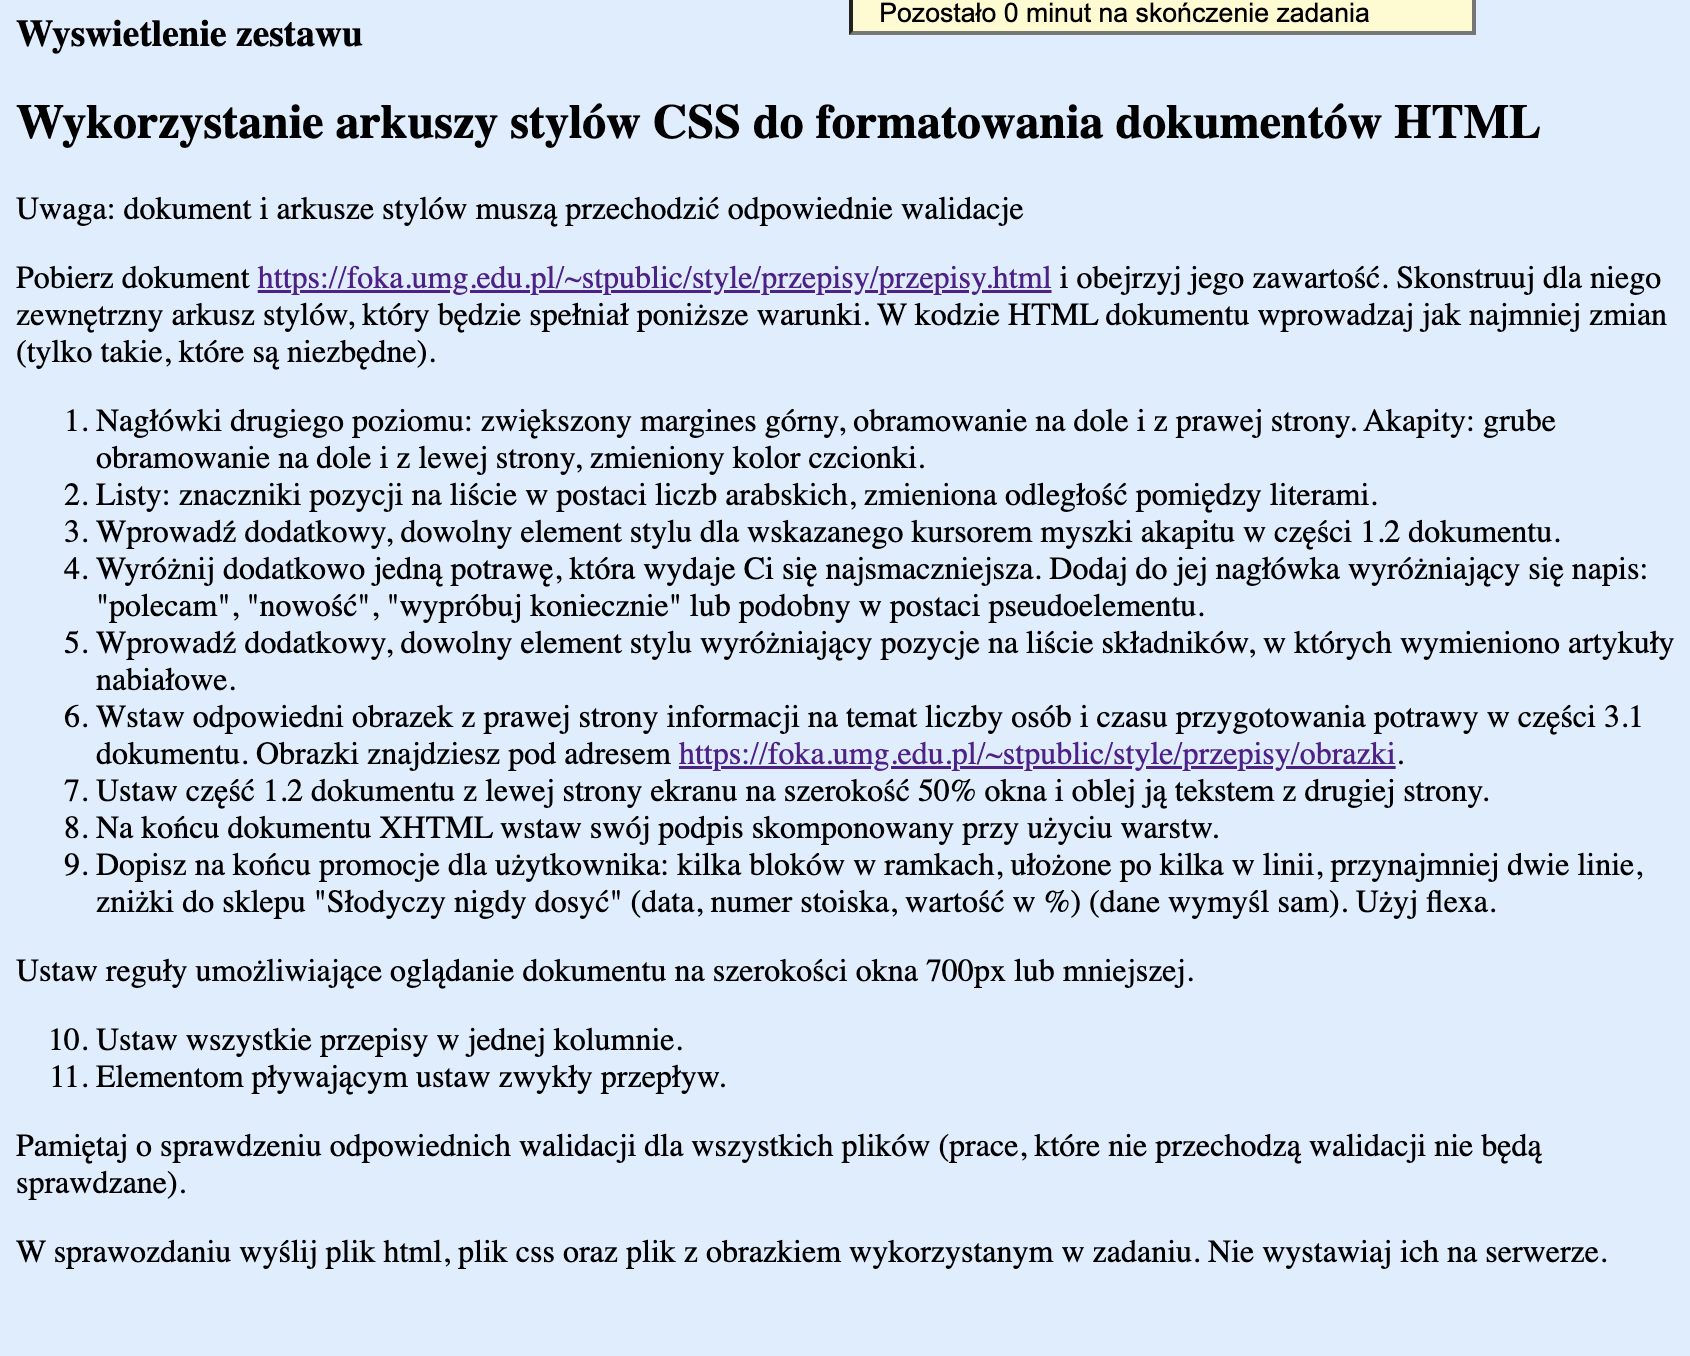 Pozostało 0 minut na skończenie zadania
Wyswietlenie zestawu
Wykorzystanie arkuszy stylów CSS do formatowania dokumentów HTML
Uwaga: dokument i arkusze stylów muszą przechodzić odpowiednie walidacje
Pobierz dokument https://foka.umg.edu.pl/~stpublic/style/przepisy/przepisy.html i obejrzyj jego zawartość. Skonstruuj dla niego
zewnętrzny arkusz stylów, który będzie spełniał poniższe warunki. W kodzie HTML dokumentu wprowadzaj jak najmniej zmian
(tylko takie, które są niezbędne).
1. Nagłówki drugiego poziomu: zwiększony margines górny, obramowanie na dole i z prawej strony. Akapity: grube
obramowanie na dole i z lewej strony, zmieniony kolor czcionki.
2. Listy: znaczniki pozycji na liście w postaci liczb arabskich, zmieniona odległość pomiędzy literami.
3. Wprowadź dodatkowy, dowolny element stylu dla wskazanego kursorem myszki akapitu w części 1.2 dokumentu.
4. Wyróżnij dodatkowo jedną potrawę, która wydaje Ci się najsmaczniejsza. Dodaj do jej nagłówka wyróżniający się napis:
"polecam", "nowość", "wypróbuj koniecznie" lub podobny w postaci pseudoelementu.
5. Wprowadź dodatkowy, dowolny element stylu wyróżniający pozycje na liście składników, w których wymieniono artykuły
nabiałowe.
6. Wstaw odpowiedni obrazek z prawej strony informacji na temat liczby osób i czasu przygotowania potrawy w części 3.1
dokumentu. Obrazki znajdziesz pod adresem https://foka.umg.edu.pl/~stpublic/style/przepisy/obrazki.
7. Ustaw część 1.2 dokumentu z lewej strony ekranu na szerokość 50% okna i oblej ją tekstem z drugiej strony.
8. Na końcu dokumentu XHTML wstaw swój podpis skomponowany przy użyciu warstw.
9. Dopisz na końcu promocje dla użytkownika: kilka bloków w ramkach, ułożone po kilka w linii, przynajmniej dwie linie,
zniżki do sklepu "Słodyczy nigdy dosyć" (data, numer stoiska, wartość w %) (dane wymyśl sam). Użyj flexa.
Ustaw reguły umożliwiające oglądanie dokumentu na szerokości okna 700px lub mniejszej.
10. Ustaw wszystkie przepisy w jednej kolumnie.
11. Elementom pływającym ustaw zwykły przepływ.
Pamiętaj o sprawdzeniu odpowiednich walidacji dla wszystkich plików (prace, które nie przechodzą walidacji nie będą
sprawdzane).
W sprawozdaniu wyślij plik html, plik css oraz plik z obrazkiem wykorzystanym w zadaniu. Nie wystawiaj ich na serwerze.